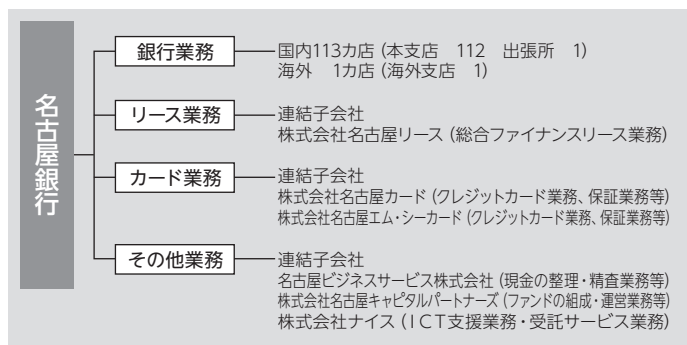 名古屋銀行
銀行業務
国内113カ店（本支店　112　出張所　1）
海外　1カ店（海外支店　1）
リース業務
連結子会社
株式会社名古屋リース（総合ファイナンスリース業務）
カード業務
連結子会社
株式会社名古屋カード（クレジットカード業務、保証業務等）
株式会社名古屋エム・シーカード（クレジットカード業務、保証業務等）
その他業務
連結子会社
名古屋ビジネスサービス株式会社（現金の整理・精査業務等）
株式会社名古屋キャピタルパートナーズ（ファンドの組成・運営業務等）
株式会社ナイス（ＩＣＴ支援業務・受託サービス業務）